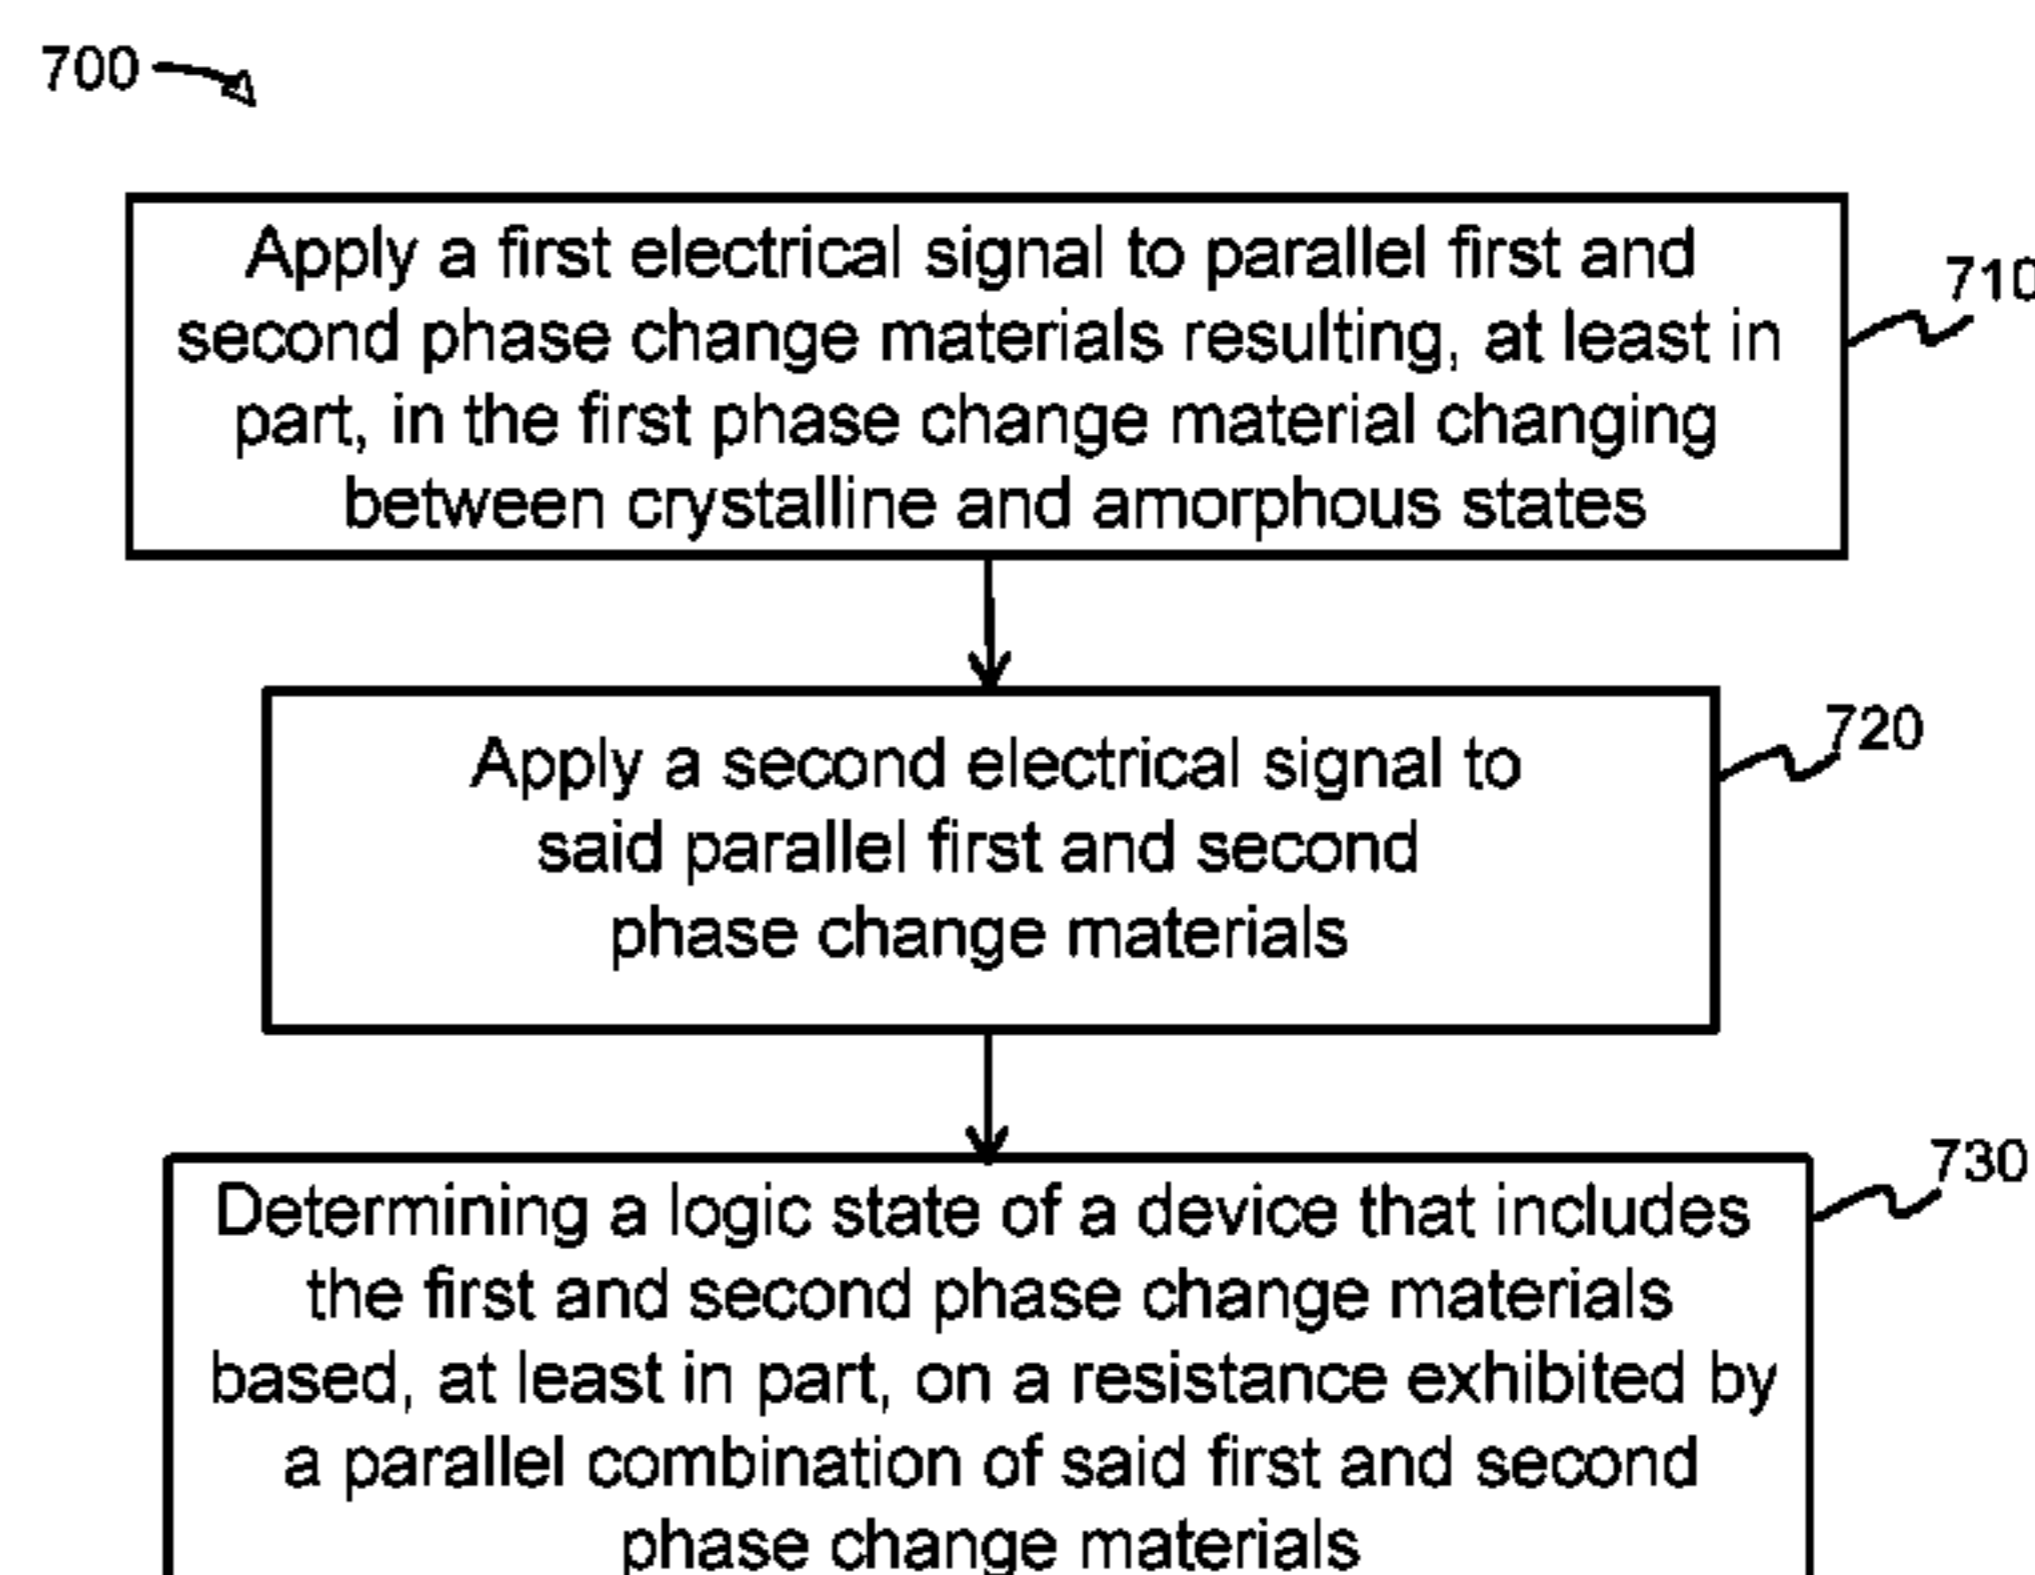 700
Apply a first electrical signal to parallel first and
second phase change materials resulting, at least in
part, in the first phase change material changing
between crystalline and amorphous states
710
Apply a second electrical signal to
said parallel first and second
phase change materials
720
Determining a logic state of a device that includes
the first and second phase change materials
based, at least in part, on a resistance exhibited by
a parallel combination of said first and second
phase change materials
730